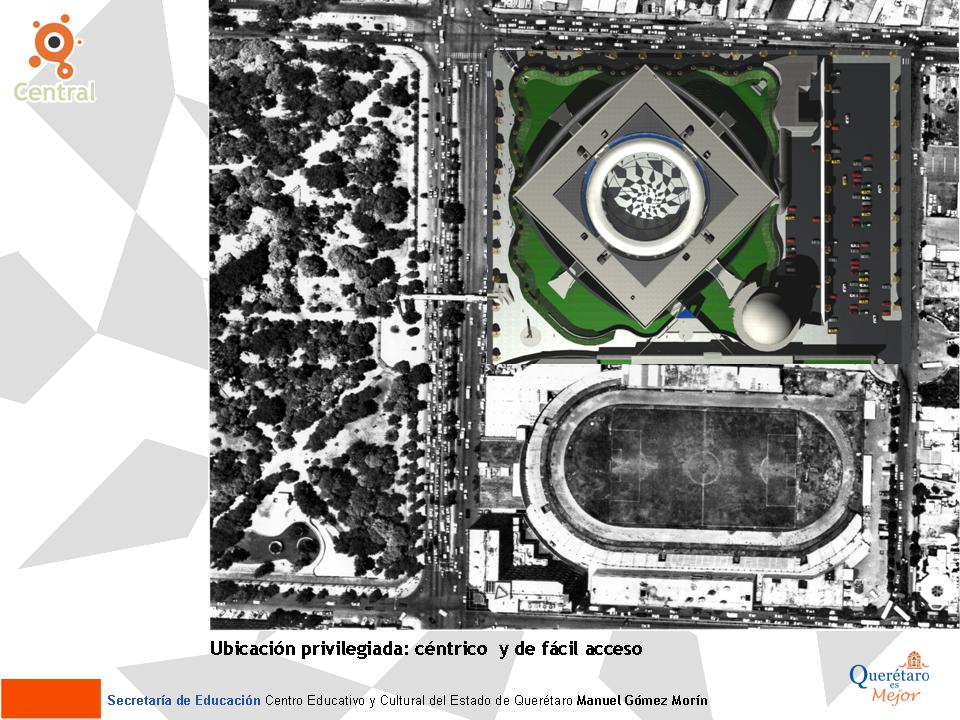 Central
Ubicación privilegiada: céntrico y de fácil acceso
Secretaría de Educación Centro Educativo y Cultural del Estado de Querétaro Manuel Gómez Morín
Querétaro
es
Mejor